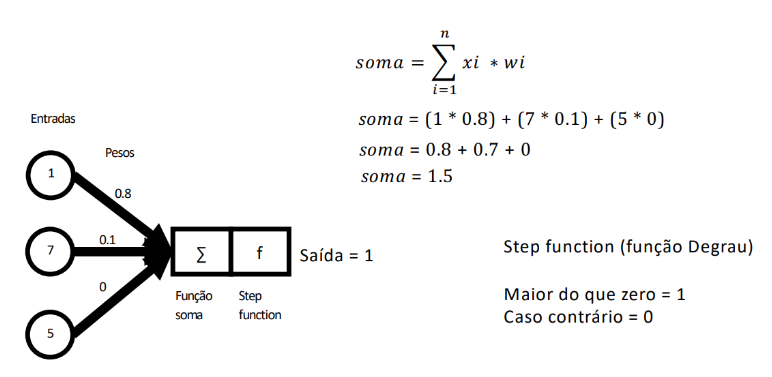 n
soma = ∑ xi * wi
i=1
soma = (1 * 0.8) + (7 * 0.1) + (5 * 0)
soma = 0.8 + 0.7 + 0
soma = 1.5
Entradas
Pesos
1
0.8
7
0.1
0
5
∑
f
Saída = 1
Função
soma
Step
function
Step function (função Degrau)
Maior do que zero = 1
Caso contrário = 0